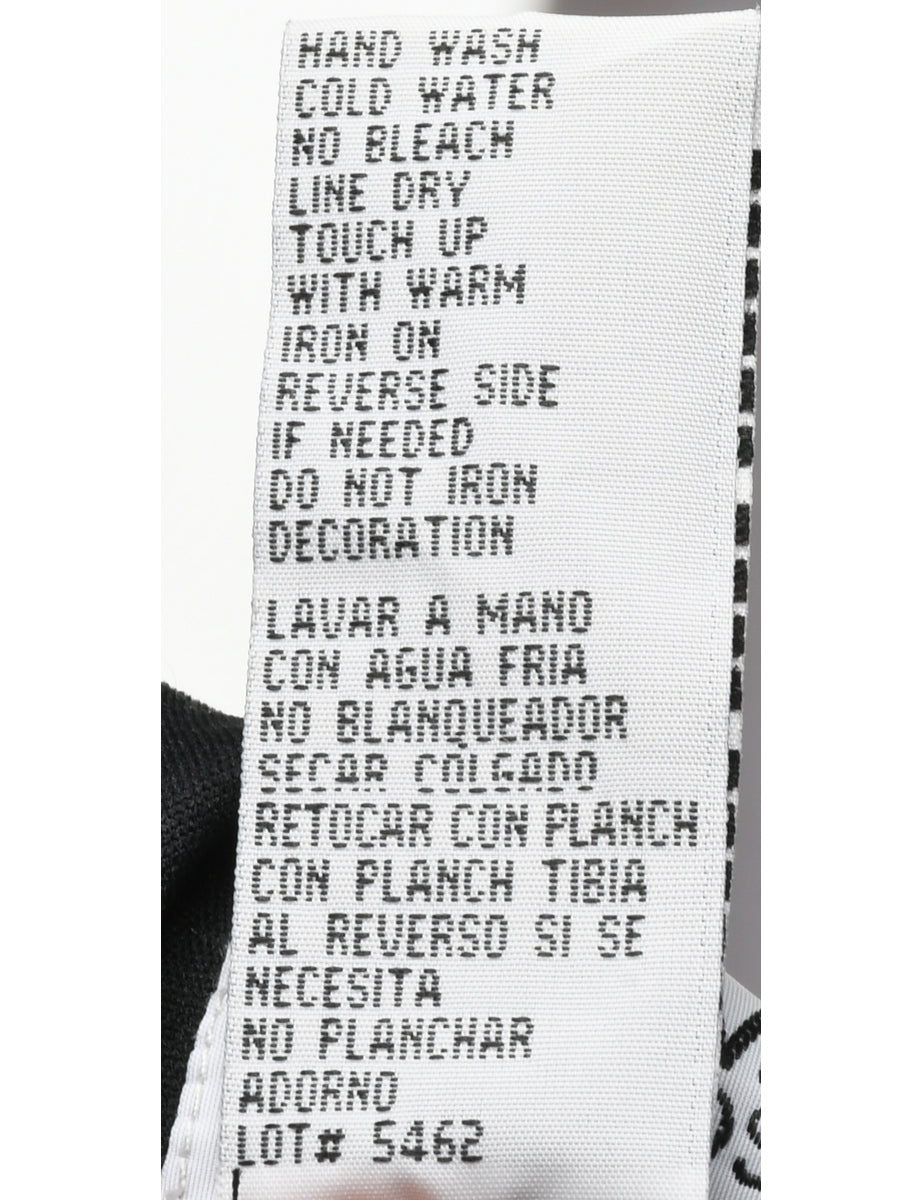 HAND WASH
COLD WATER
NO BLEACH
LINE DRY
TOUCH UP
WITH WARM
IRON ON
REVERSE SIDE
IF NEEDED
DO NOT IRON
DECORATION
LAVAR A MANO
CON AGUA FRIA
NO BLANQUEADOR
SECAR COLGADO
RETOCAR CON PLANCH
CON PLANCH TIBIA
AL REVERSO SI SE
NECESITA
NO PLANCHAR
ADORNO
LOT# 5462